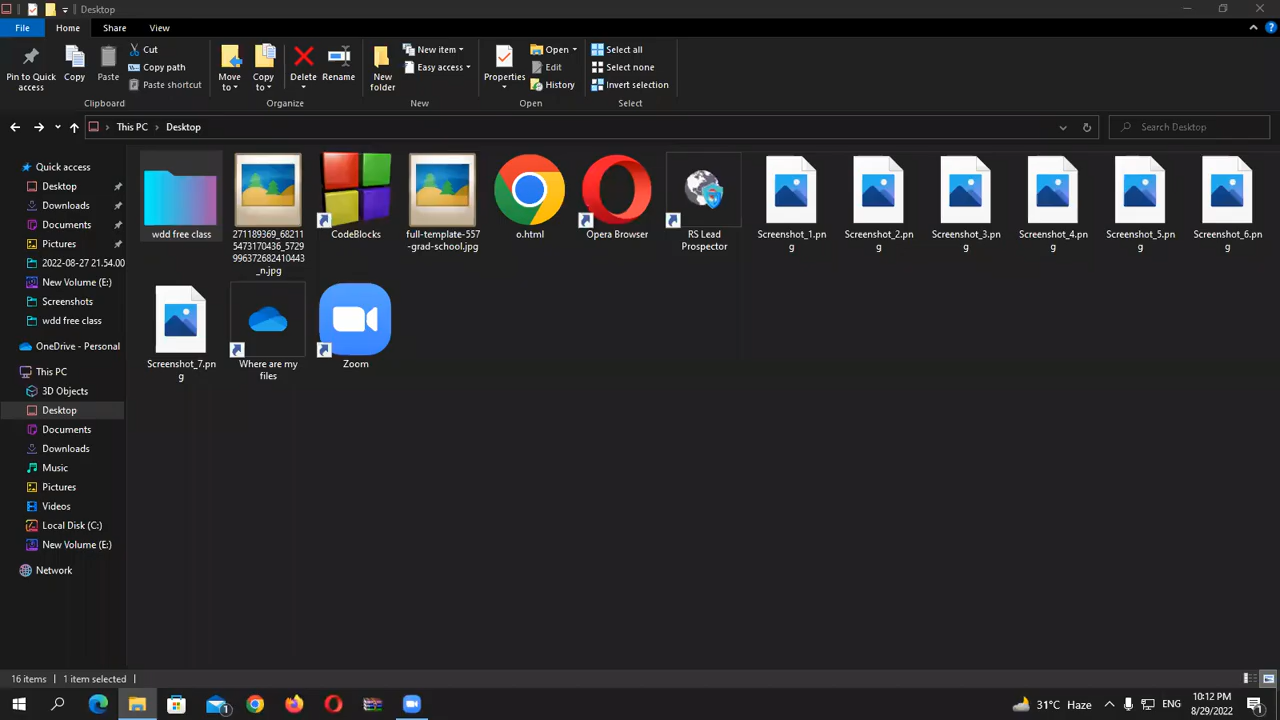 Desktop
File Home Share View
Pin to Quick access
Copy
Paste
Cut
Copy path
Paste shortcut
Clipboard
Move to
Copy to
Delete
Rename
Organize
New folder
New item
Easy access
New
Properties
Open
Edit
History
Open
Select all
Select none
Invert selection
Select
This PC > Desktop
Search Desktop
Quick access
Desktop
Downloads
Documents
Pictures
2022-08-27 21.54.00
New Volume (E:)
Screenshots
wdd free class
OneDrive - Personal
This PC
3D Objects
Desktop
Documents
Downloads
Music
Pictures
Videos
Local Disk (C:)
New Volume (E:)
Network
wdd free class
271189369_68211
5473170436_5729
996372682410443
_n.jpg
CodeBlocks
full-template-557
-grad-school.jpg
o.html
Opera Browser
RS Lead
Prospector
Screenshot_1.pn
g
Screenshot_2.pn
g
Screenshot_3.pn
g
Screenshot_4.pn
g
Screenshot_5.pn
g
Screenshot_6.pn
g
Screenshot_7.pn
g
Where are my
files
Zoom
16 items 1 item selected
1
31°C Haze
ENG
10:12 PM
8/29/2022
1